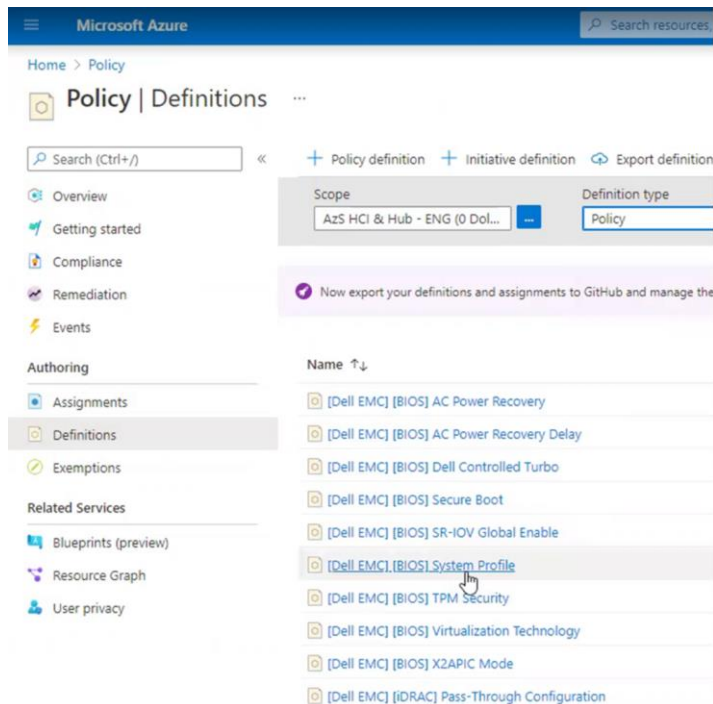 Microsoft Azure
Search resources,
Home > Policy
Policy | Definitions ...
Search (Ctrl+/)
«
+ Policy definition + Initiative definition Export definition
Overview
Getting started
Compliance
Remediation
Events
Authoring
Assignments
Definitions
Exemptions
Related Services
Blueprints (preview)
Resource Graph
User privacy
Scope
AzS HCI & Hub - ENG (0 Dol...
...
Definition type
Policy
Now export your definitions and assignments to GitHub and manage the
Name ↑↓
[Dell EMC] [BIOS] AC Power Recovery
[Dell EMC] [BIOS] AC Power Recovery Delay
[Dell EMC] [BIOS] Dell Controlled Turbo
[Dell EMC] [BIOS] Secure Boot
[Dell EMC] [BIOS] SR-IOV Global Enable
[Dell EMC] [BIOS] System Profile
[Dell EMC] [BIOS] TPM Security
[Dell EMC] [BIOS] Virtualization Technology
[Dell EMC] [BIOS] X2APIC Mode
[Dell EMC] [iDRAC] Pass-Through Configuration